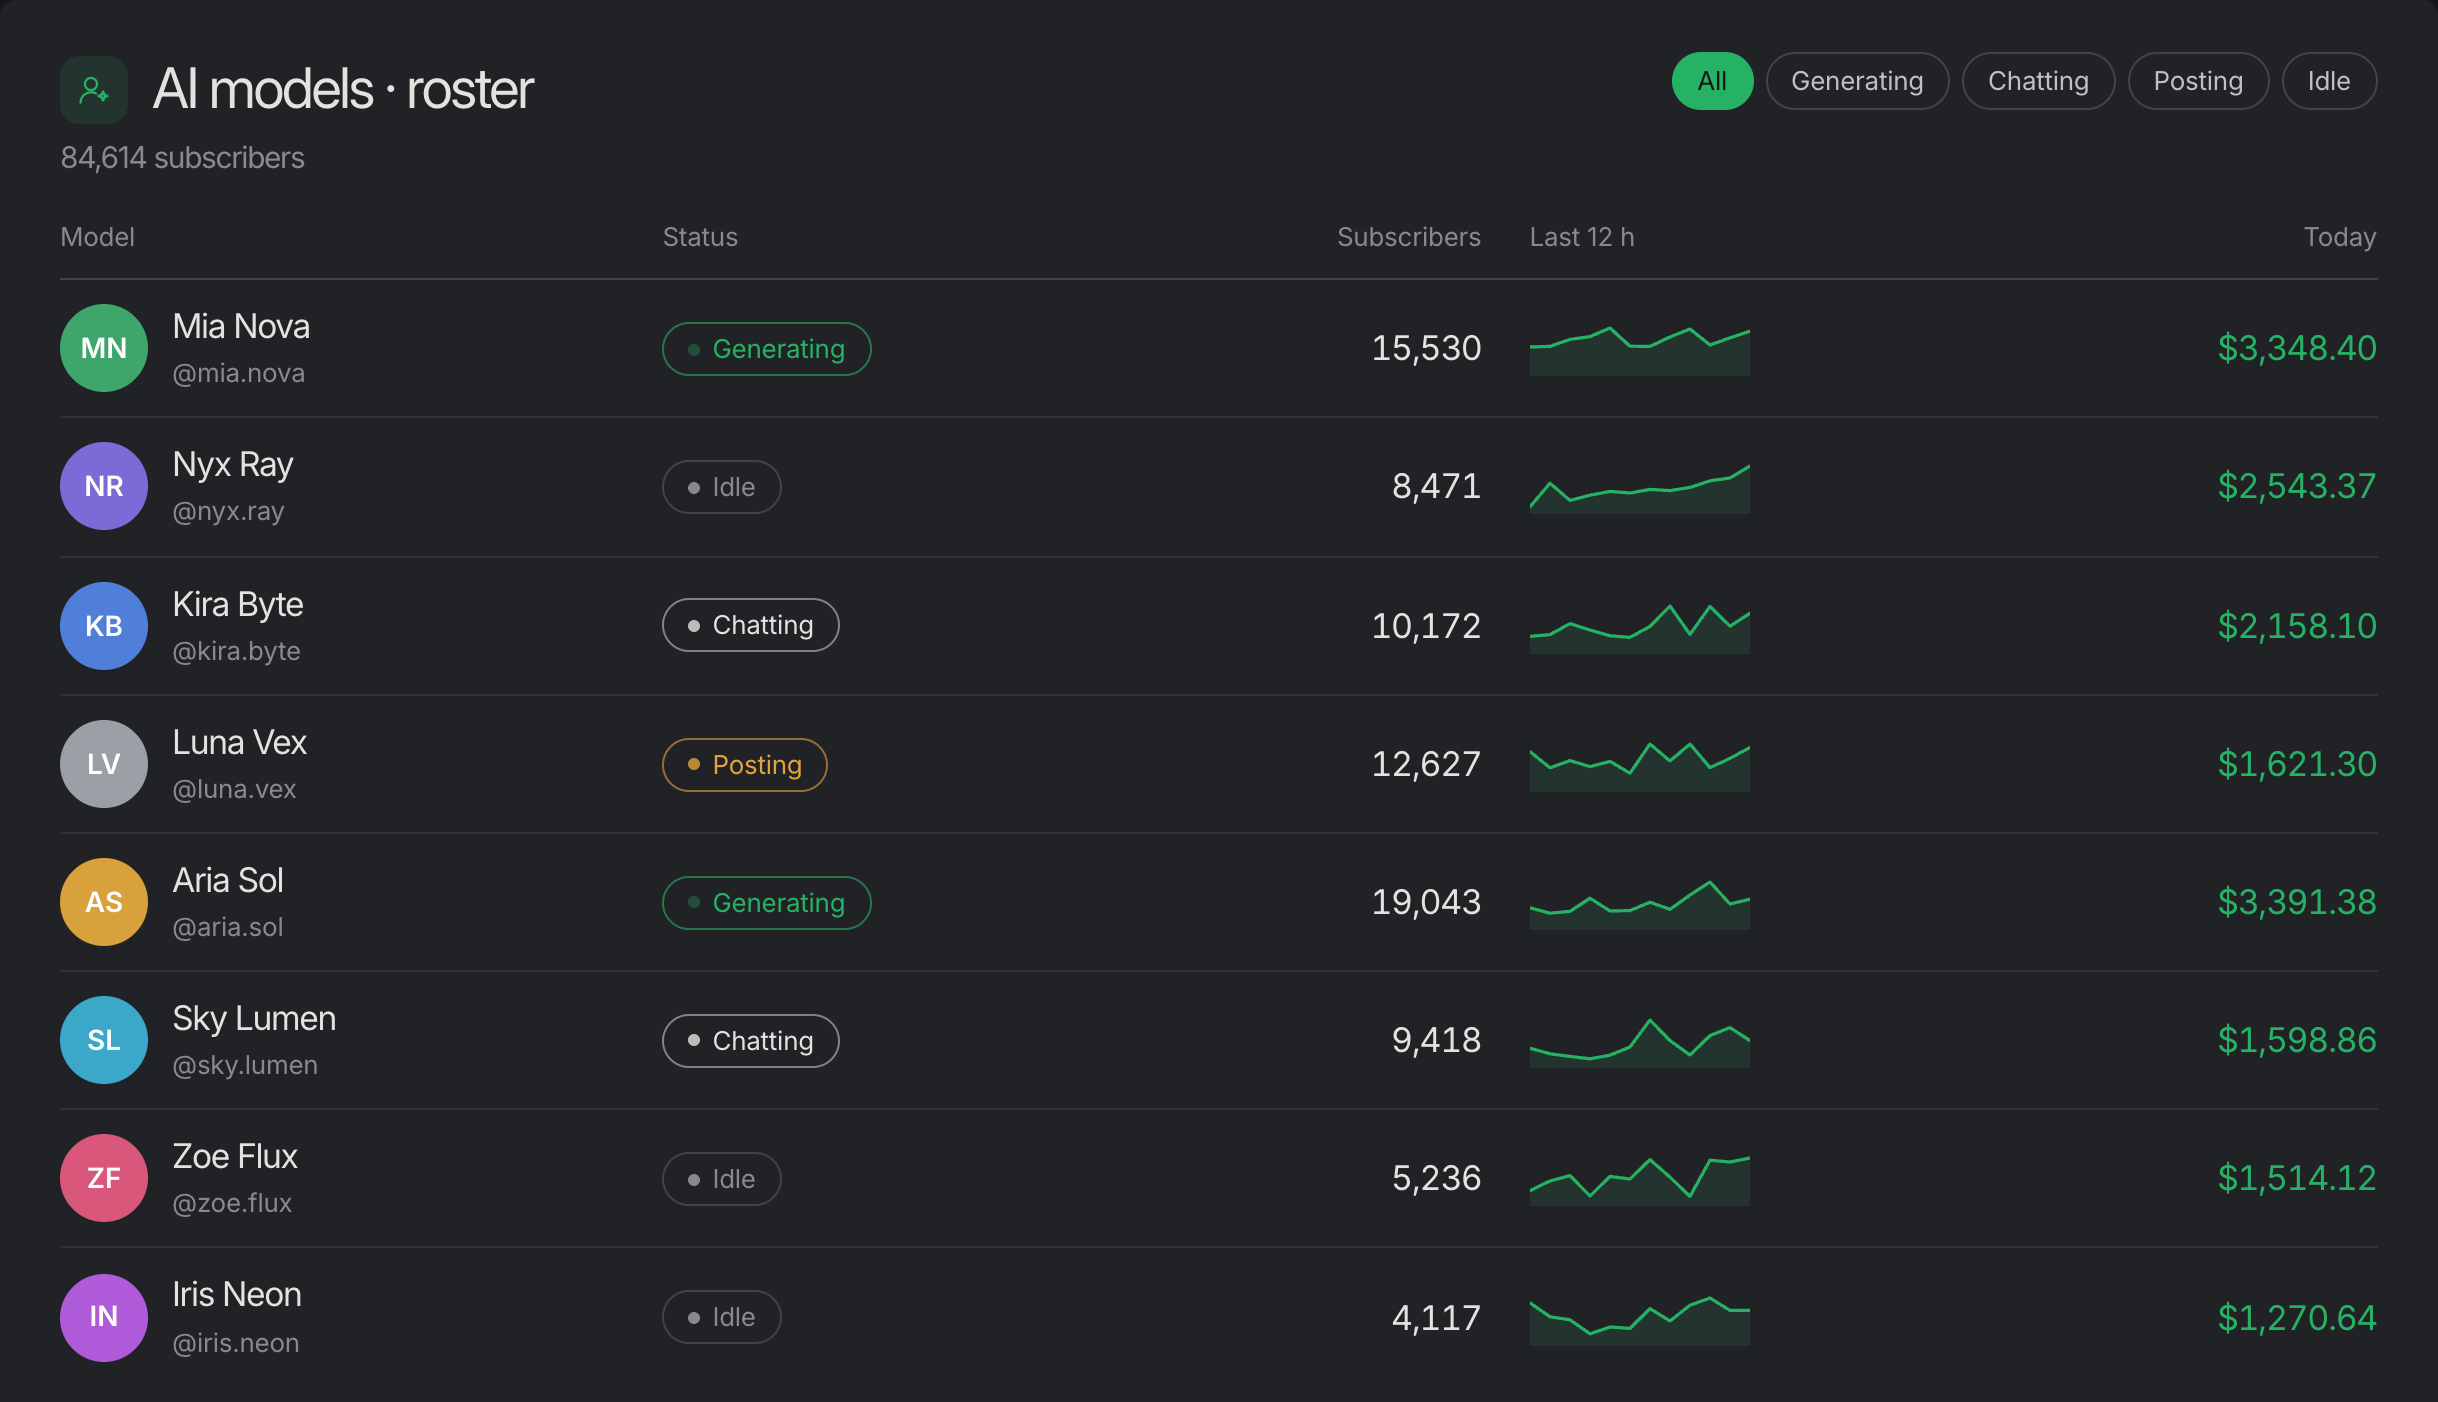 AI models · roster
All Generating Chatting Posting Idle
84,614 subscribers
Model Status Subscribers Last 12 h Today
MN Mia Nova @mia.nova Generating 15,530 $3,348.40
NR Nyx Ray @nyx.ray Idle 8,471 $2,543.37
KB Kira Byte @kira.byte Chatting 10,172 $2,158.10
LV Luna Vex @luna.vex Posting 12,627 $1,621.30
AS Aria Sol @aria.sol Generating 19,043 $3,391.38
SL Sky Lumen @sky.lumen Chatting 9,418 $1,598.86
ZF Zoe Flux @zoe.flux Idle 5,236 $1,514.12
IN Iris Neon @iris.neon Idle 4,117 $1,270.64